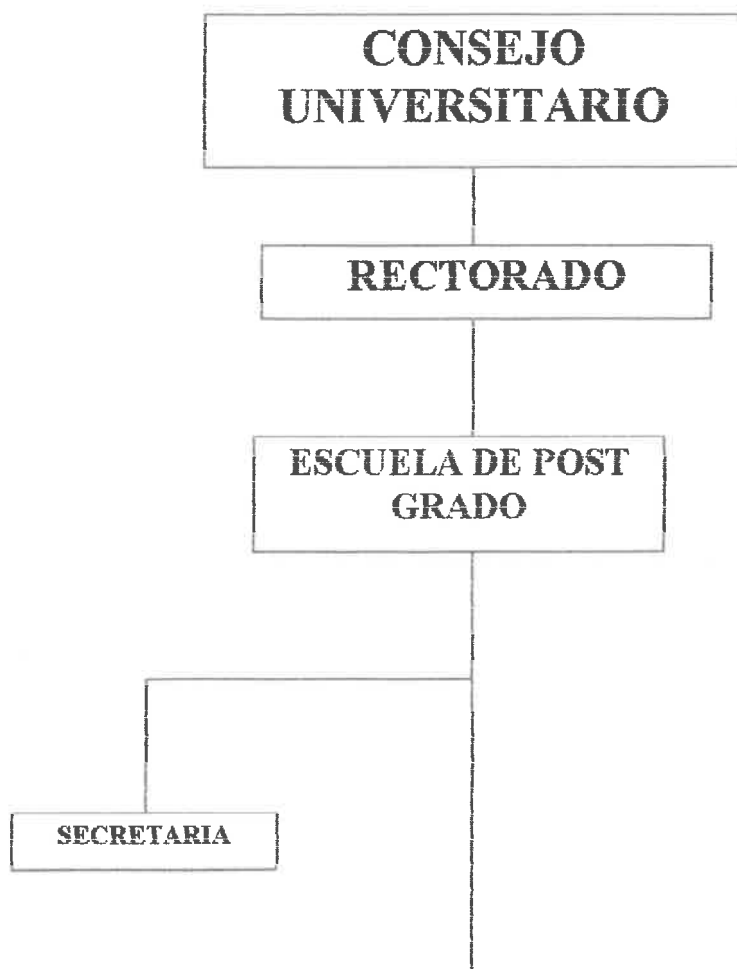 CONSEJO
UNIVERSITARIO
RECTORADO
ESCUELA DE POST
GRADO
SECRETARIA